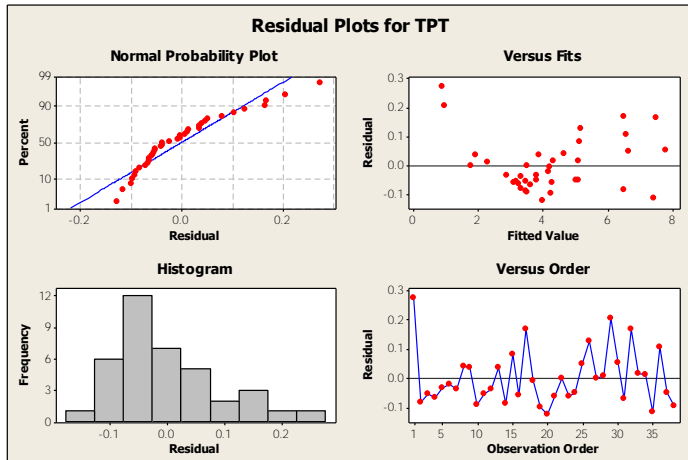 Residual Plots for TPT
Normal Probability Plot
99
90
50
10
1
Percent
-0.2 0.0 0.2
Residual
Versus Fits
0.3
0.2
0.1
0.0
-0.1
Residual
0 2 4 6 8
Fitted Value
Histogram
12
9
6
3
0
Frequency
-0.1 0.0 0.1 0.2
Residual
Versus Order
0.3
0.2
0.1
0.0
-0.1
Residual
1 5 10 15 20 25 30 35
Observation Order